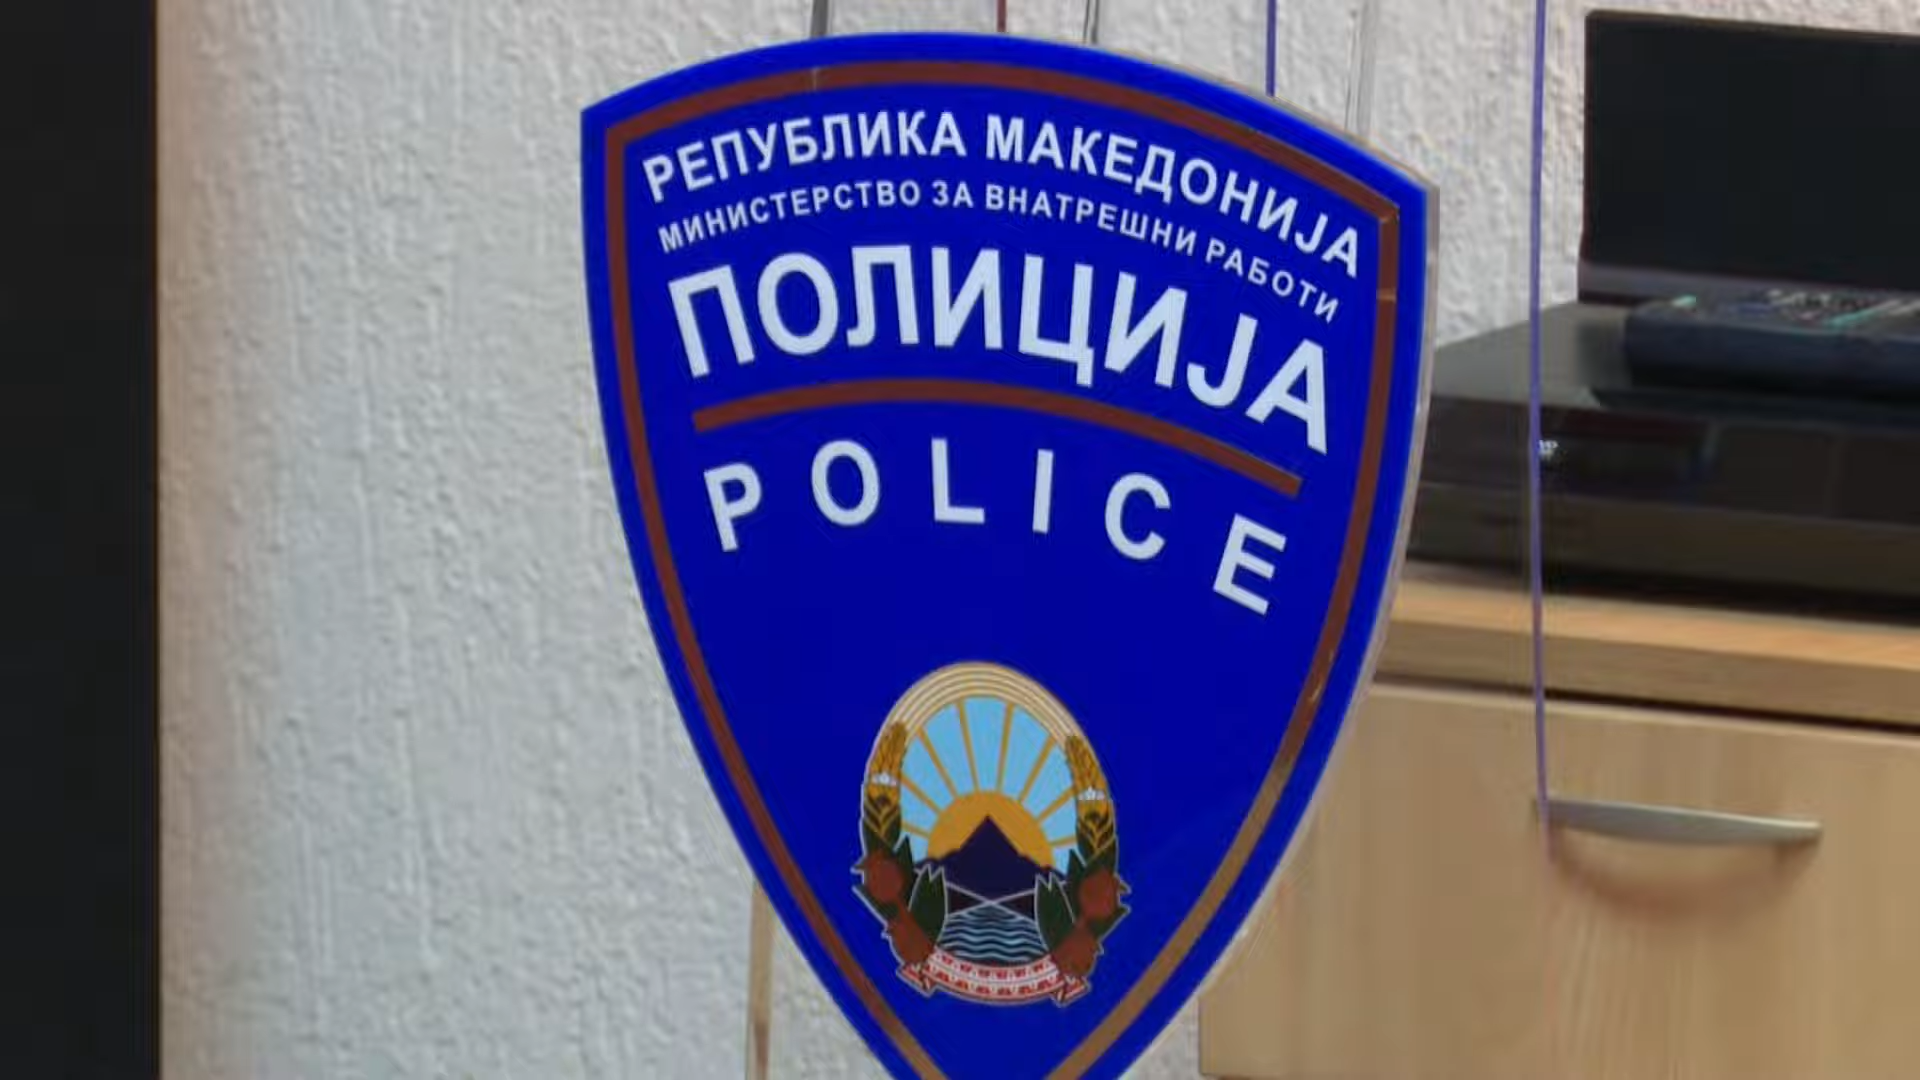 РЕПУБЛИКА МАКЕДОНИЈА
МИНИСТЕРСТВО ЗА ВНАТРЕШНИ РАБОТИ
ПОЛИЦИЈА
POLICE